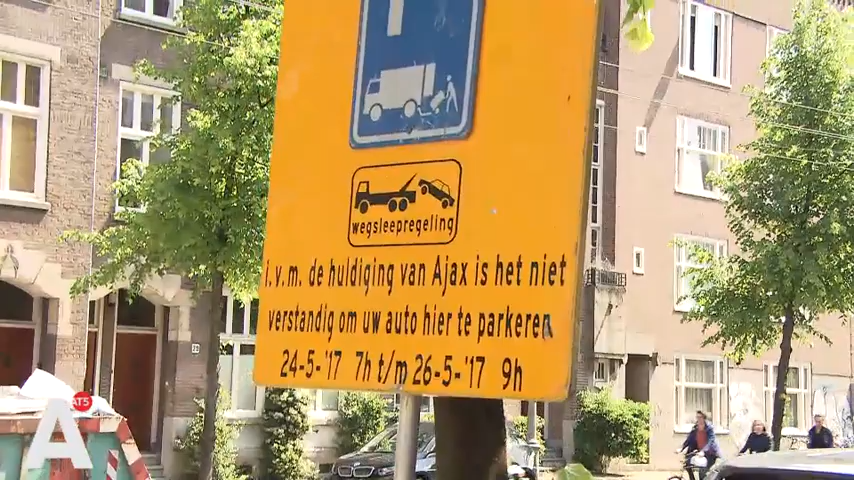 wegsleepregeling
i.v.m. de huldiging van Ajax is het niet
verstandig om uw auto hier te parkeren
24-5-'17 7h t/m 26-5-'17 9h
AT5
A